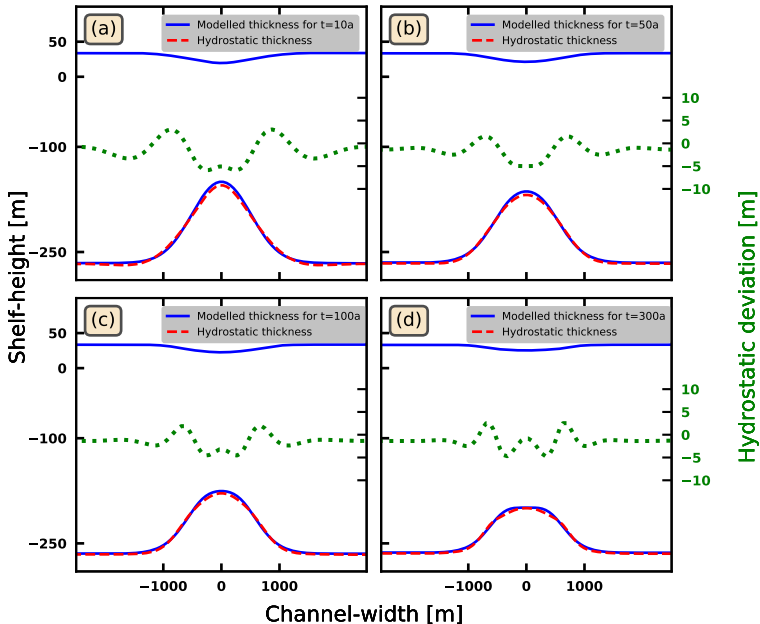 (a)
Modelled thickness for t=10a
Hydrostatic thickness
(b)
Modelled thickness for t=50a
Hydrostatic thickness
50
0
−100
−250
10
5
0
−5
−10
(c)
Modelled thickness for t=100a
Hydrostatic thickness
(d)
Modelled thickness for t=300a
Hydrostatic thickness
50
0
−100
−250
10
5
0
−5
−10
−1000 0 1000
−1000 0 1000
Channel-width [m]
Shelf-height [m]
Hydrostatic deviation [m]